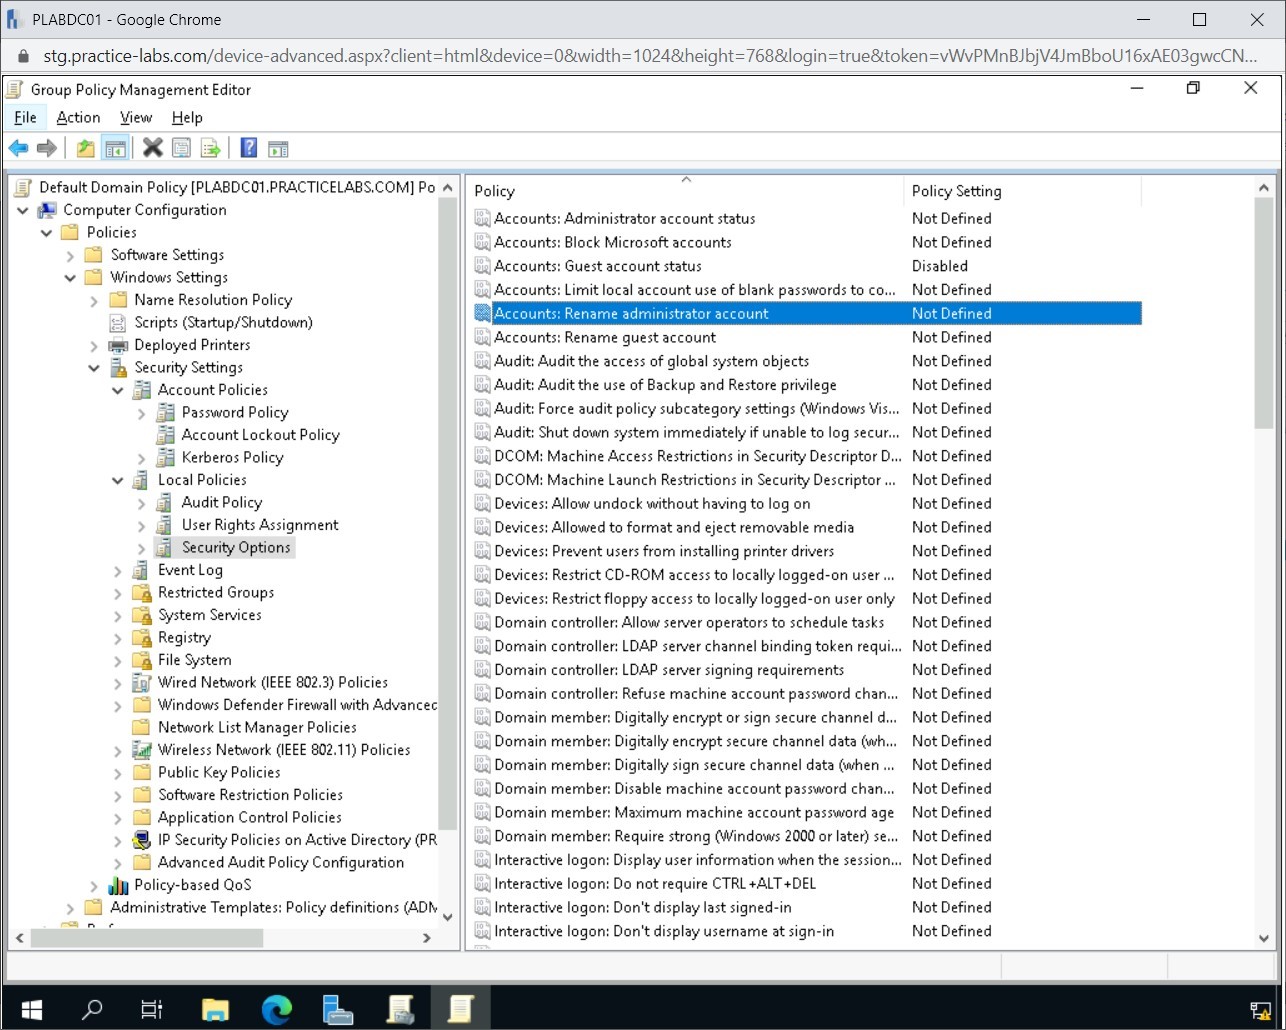 PLABDC01 - Google Chrome
stg.practice-labs.com/device-advanced.aspx?client=html&device=0&width=1024&height=768&login=true&token=vWvPMnBJbjV4JmBboU16xAE03gwcCN...
Group Policy Management Editor
File Action View Help
Default Domain Policy [PLABDC01.PRACTICELABS.COM] Po
Computer Configuration
Policies
Software Settings
Windows Settings
Name Resolution Policy
Scripts (Startup/Shutdown)
Deployed Printers
Security Settings
Account Policies
Password Policy
Account Lockout Policy
Kerberos Policy
Local Policies
Audit Policy
User Rights Assignment
Security Options
Event Log
Restricted Groups
System Services
Registry
File System
Wired Network (IEEE 802.3) Policies
Windows Defender Firewall with Advanced
Network List Manager Policies
Wireless Network (IEEE 802.11) Policies
Public Key Policies
Software Restriction Policies
Application Control Policies
IP Security Policies on Active Directory (PR
Advanced Audit Policy Configuration
Policy-based QoS
Administrative Templates: Policy definitions (ADM
Policy Policy Setting
Accounts: Administrator account status Not Defined
Accounts: Block Microsoft accounts Not Defined
Accounts: Guest account status Disabled
Accounts: Limit local account use of blank passwords to co... Not Defined
Accounts: Rename administrator account Not Defined
Accounts: Rename guest account Not Defined
Audit: Audit the access of global system objects Not Defined
Audit: Audit the use of Backup and Restore privilege Not Defined
Audit: Force audit policy subcategory settings (Windows Vis... Not Defined
Audit: Shut down system immediately if unable to log secur... Not Defined
DCOM: Machine Access Restrictions in Security Descriptor D... Not Defined
DCOM: Machine Launch Restrictions in Security Descriptor ... Not Defined
Devices: Allow undock without having to log on Not Defined
Devices: Allowed to format and eject removable media Not Defined
Devices: Prevent users from installing printer drivers Not Defined
Devices: Restrict CD-ROM access to locally logged-on user ... Not Defined
Devices: Restrict floppy access to locally logged-on user only Not Defined
Domain controller: Allow server operators to schedule tasks Not Defined
Domain controller: LDAP server channel binding token requi... Not Defined
Domain controller: LDAP server signing requirements Not Defined
Domain controller: Refuse machine account password chan... Not Defined
Domain member: Digitally encrypt or sign secure channel d... Not Defined
Domain member: Digitally encrypt secure channel data (wh... Not Defined
Domain member: Digitally sign secure channel data (when ... Not Defined
Domain member: Disable machine account password chan... Not Defined
Domain member: Maximum machine account password age Not Defined
Domain member: Require strong (Windows 2000 or later) se... Not Defined
Interactive logon: Display user information when the session... Not Defined
Interactive logon: Do not require CTRL+ALT+DEL Not Defined
Interactive logon: Don't display last signed-in Not Defined
Interactive logon: Don't display username at sign-in Not Defined